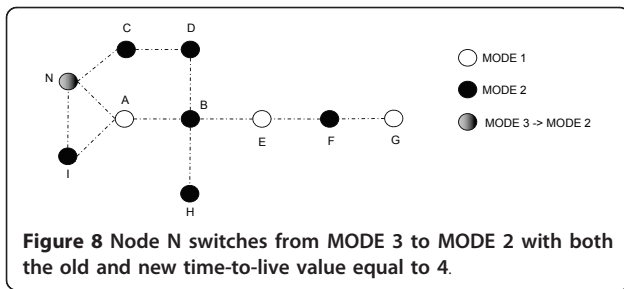 C
D
N
A
B
I
E
F
G
H
MODE 1
MODE 2
MODE 3 -> MODE 2
Figure 8 Node N switches from MODE 3 to MODE 2 with both
the old and new time-to-live value equal to 4.